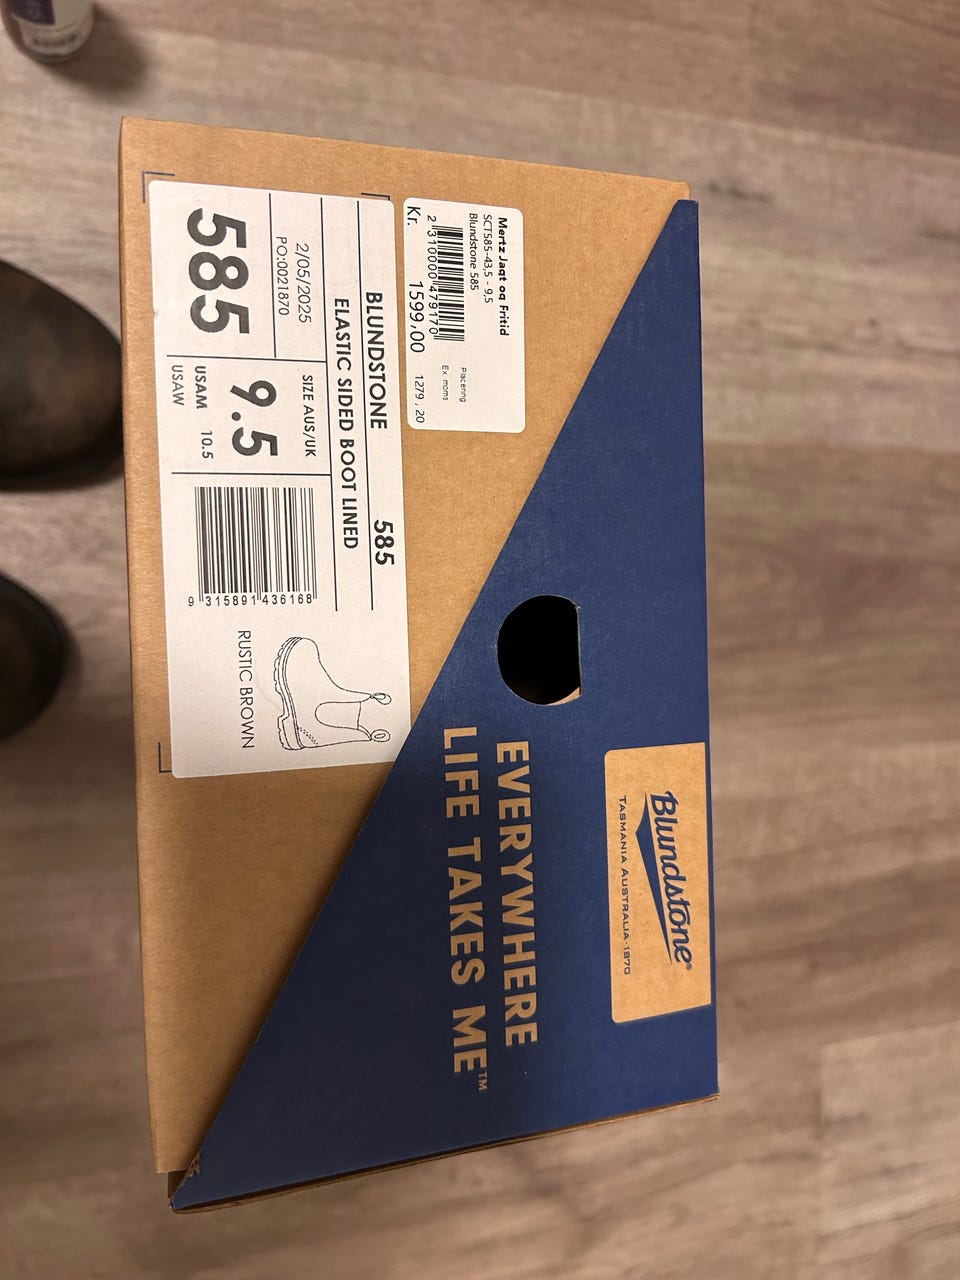 Blundstone®
TASMANIA AUSTRALIA·1870
EVERYWHERE
LIFE TAKES ME™
Mertz Jagt og Fritid
SCT585-43,5 - 9,5
Blundstone 585
2 310000 479170
Placering
Ex. moms
Kr. 1599,00 1279,20
BLUNDSTONE 585
ELASTIC SIDED BOOT LINED
2/05/2025
PO:0021870
585
SIZE AUS/UK
9.5
USAM 10.5
USAW
9 315891 436168
RUSTIC BROWN